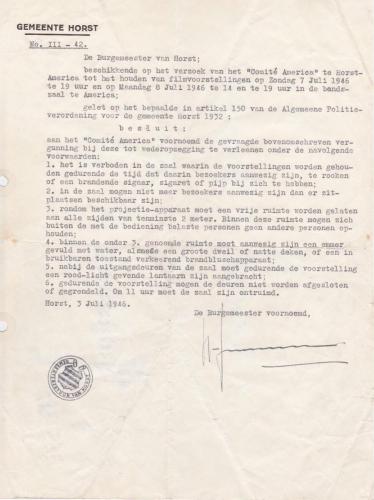 GEMEENTE HORST
No. III - 42.
De Burgemeester van Horst;
beschikkende op het verzoek van het "Comité America" te Horst-
America tot het houden van filmvoorstellingen op Zondag 7 Juli 1946
te 19 uur en op Maandag 8 Juli 1946 te 14 en te 19 uur in de bonds-
zaal te America;
gelet op het bepaalde in artikel 150 van de Algemene Politie-
verordening voor de gemeente Horst 1932 ;
b e s l u i t :
aan het "Comité America" voornoemd de gevraagde bovenomschreven ver-
gunning bij deze tot wederopzegging te verleenen onder de navolgende
voorwaarden:
1. het is verboden in de zaal waarin de voorstellingen worden gehou-
den gedurende de tijd dat daarin bezoekers aanwezig zijn, te rooken
of een brandende sigaar, sigaret of pijp bij zich te hebben;
2. in de zaal mogen niet meer bezoekers aanwezig zijn dan er zit-
plaatsen beschikbaar zijn;
3. rondom het projectie-apparaat moet een vrije ruimte worden gelaten
aan alle zijden van tenminste 2 meter. Binnen deze ruimte mogen zich
buiten de met de bediening belaste personen geen andere personen op-
houden;
4. binnen de onder 3. genoemde ruimte moet aanwezig zijn een emmer
gevuld met water, alsmede een groote dweil of natte deken, of een in
bruikbaren toestand verkeerend brandbluschapparaat;
5. nabij de uitgangsdeuren van de zaal moet gedurende de voorstelling
een rood-licht gevende lantaarn zijn aangebracht;
6. gedurende de voorstelling mogen de deuren niet worden afgesloten
of gegrendeld. Om 11 uur moet de zaal zijn ontruimd.
Horst, 3 Juli 1946.
De Burgemeester voornoemd,